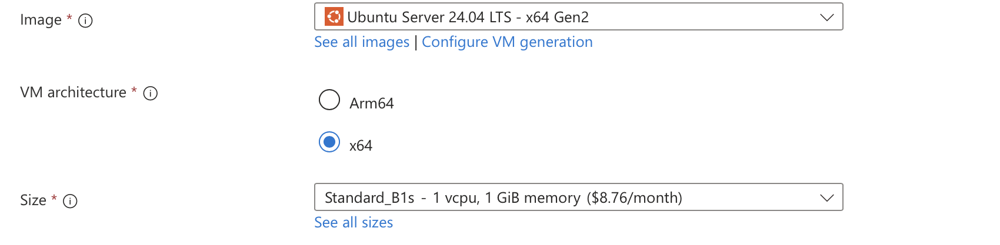 Image * Ubuntu Server 24.04 LTS - x64 Gen2
See all images | Configure VM generation
VM architecture *
Arm64
x64
Size * Standard_B1s - 1 vcpu, 1 GiB memory ($8.76/month)
See all sizes